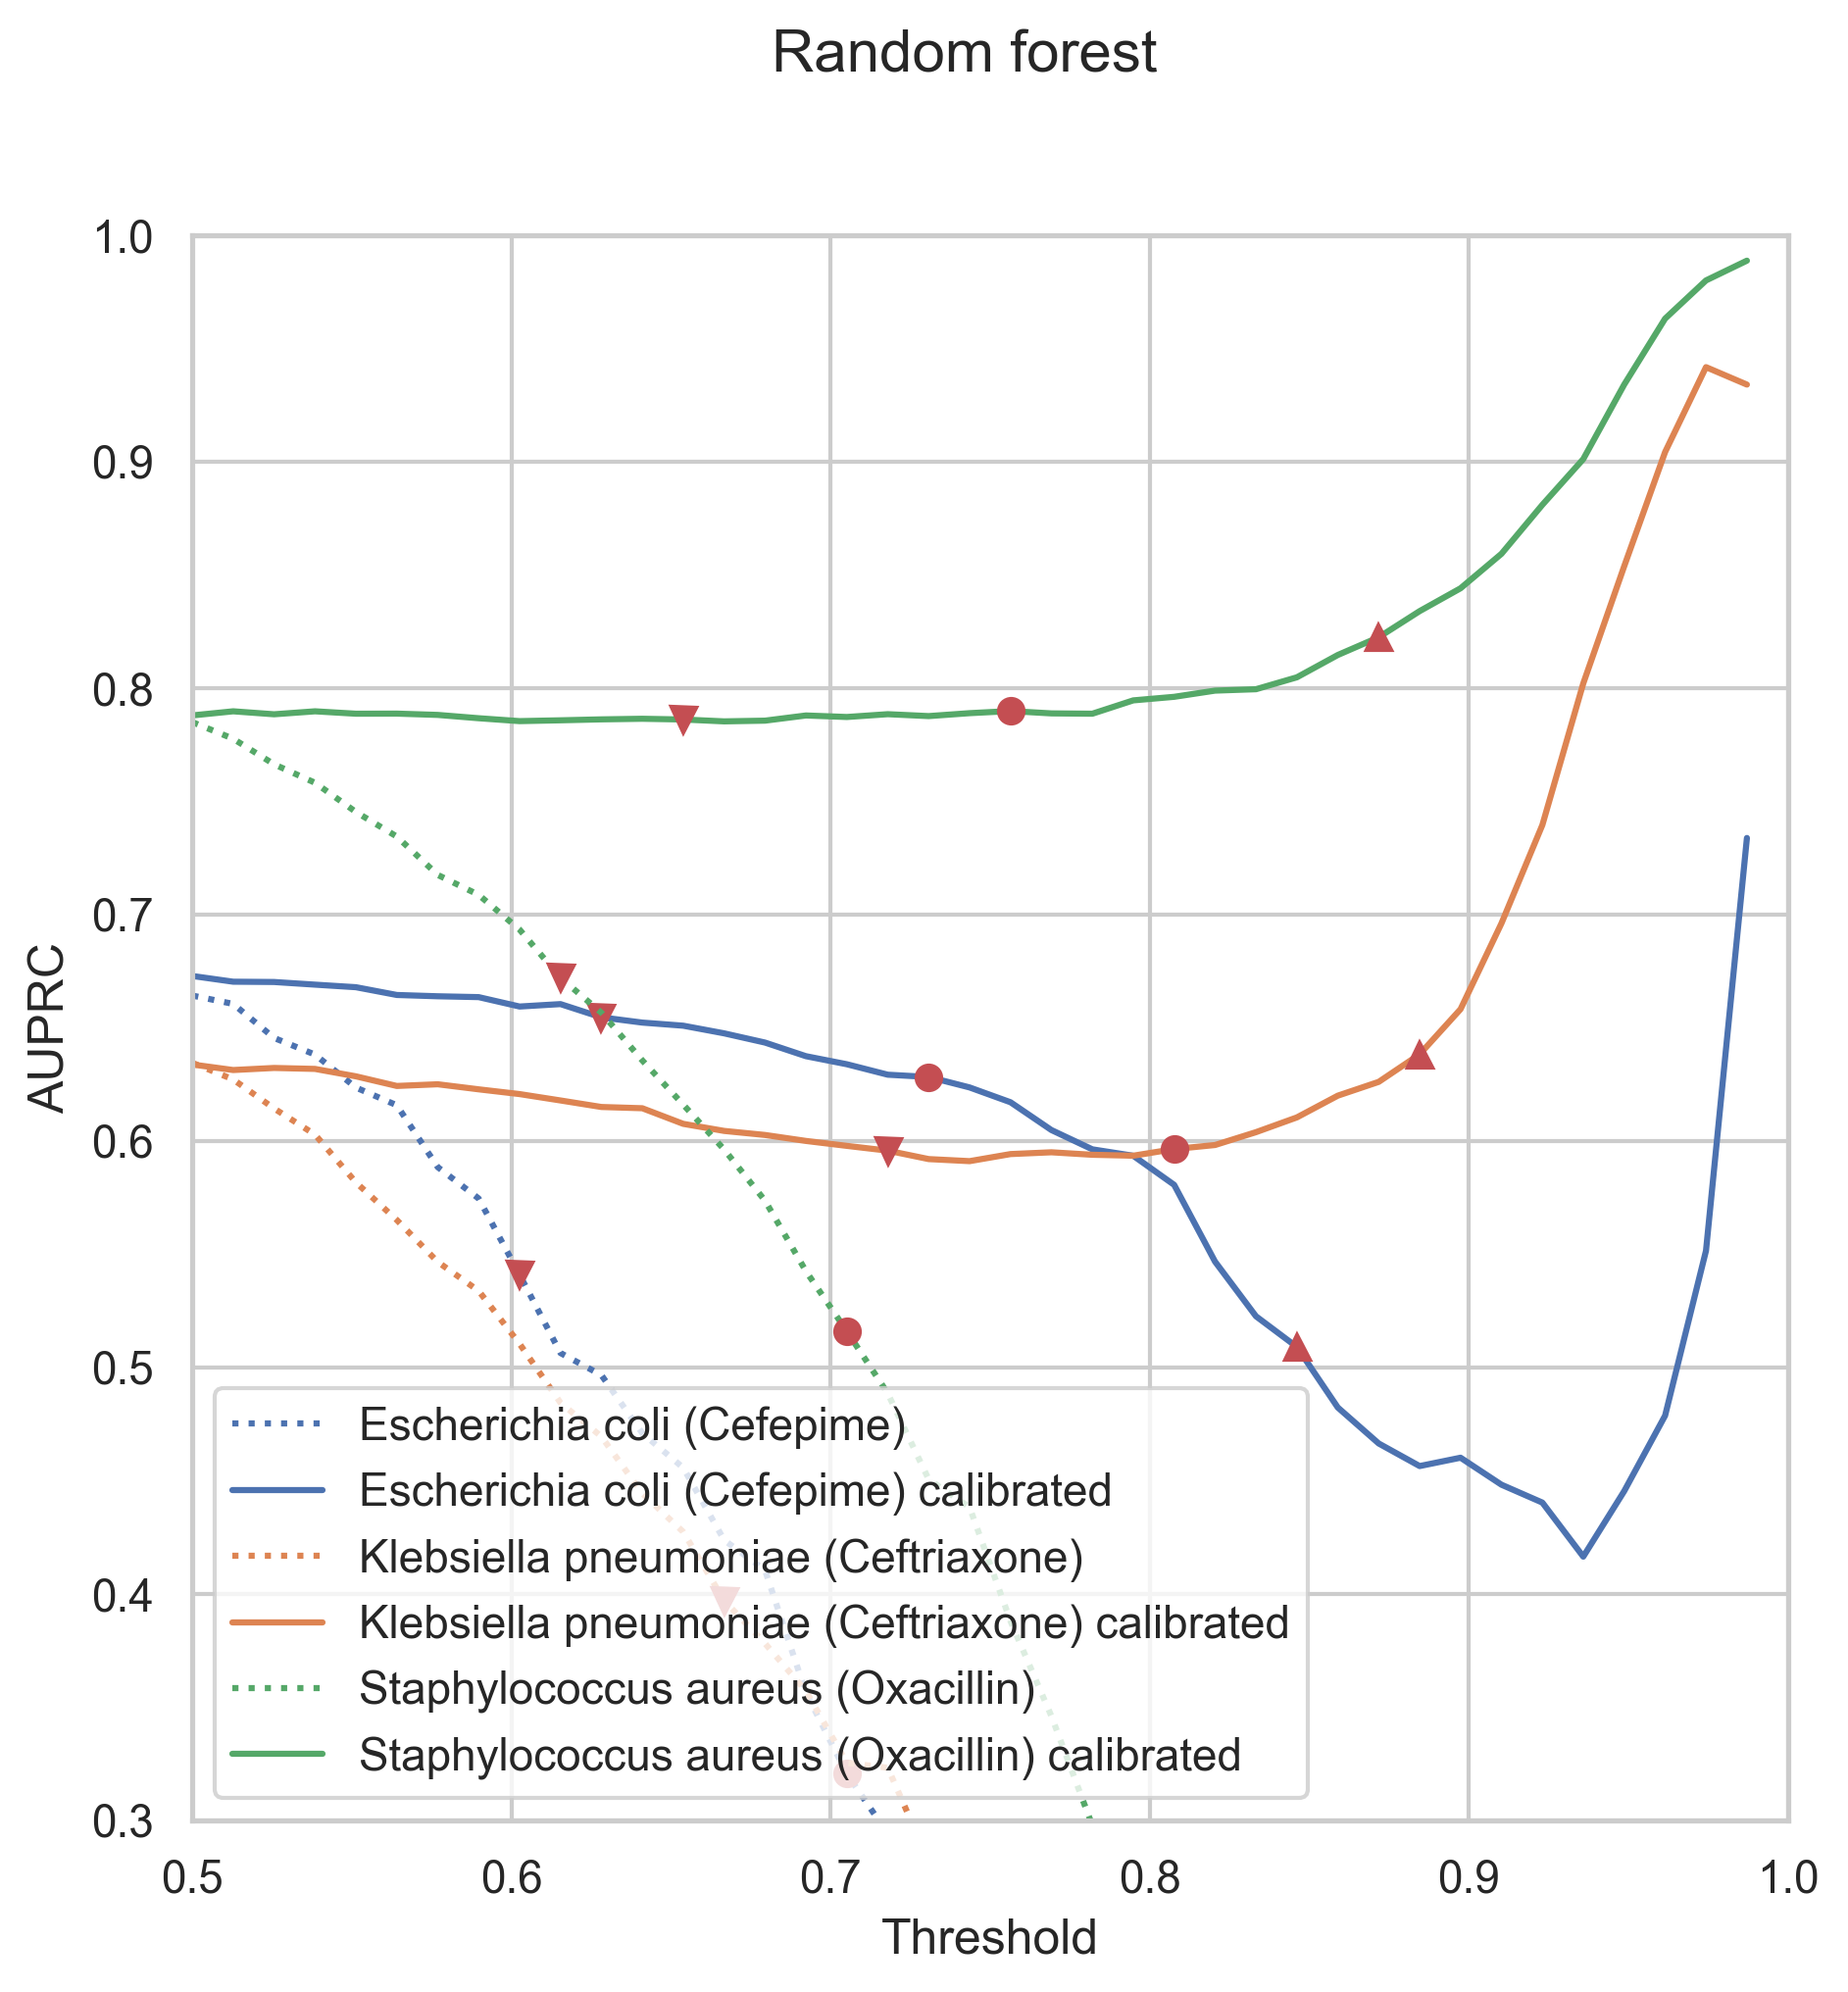 Random forest
1.0
0.9
0.8
0.7
0.6
0.5
0.4
0.3
AUPRC
Escherichia coli (Cefepime)
Escherichia coli (Cefepime) calibrated
Klebsiella pneumoniae (Ceftriaxone)
Klebsiella pneumoniae (Ceftriaxone) calibrated
Staphylococcus aureus (Oxacillin)
Staphylococcus aureus (Oxacillin) calibrated
0.5 0.6 0.7 0.8 0.9 1.0
Threshold